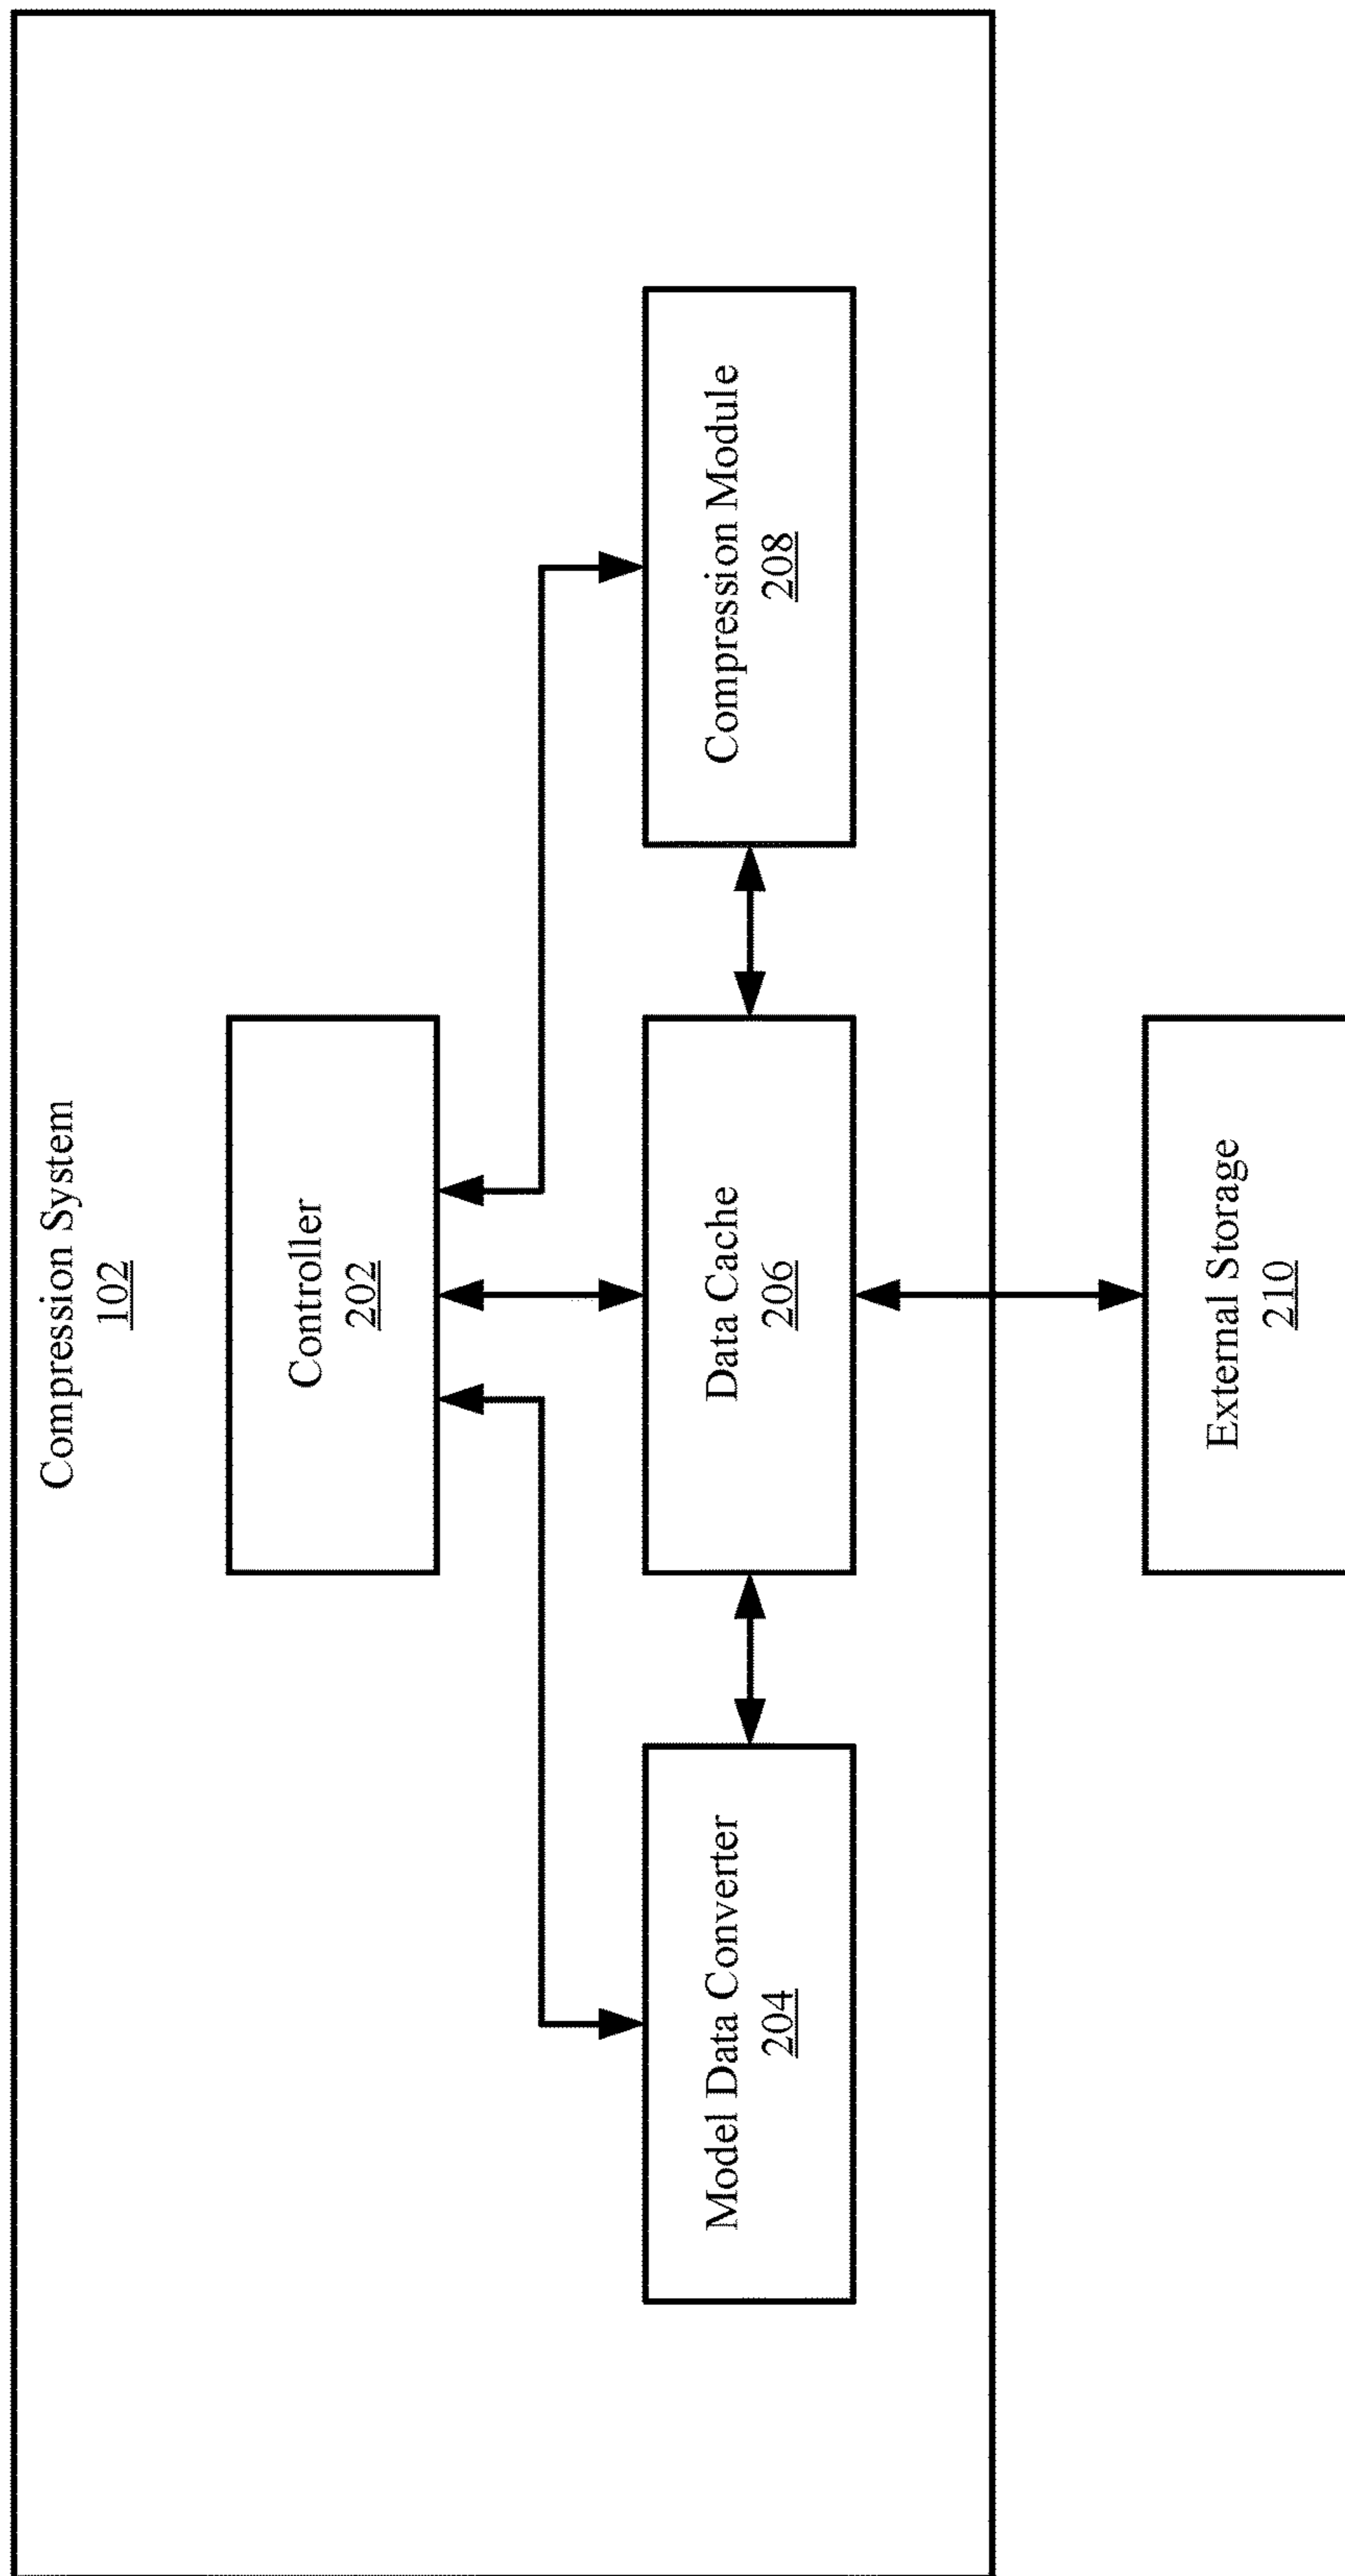 Compression System
102
Controller
202
Model Data Converter
204
Data Cache
206
Compression Module
208
External Storage
210